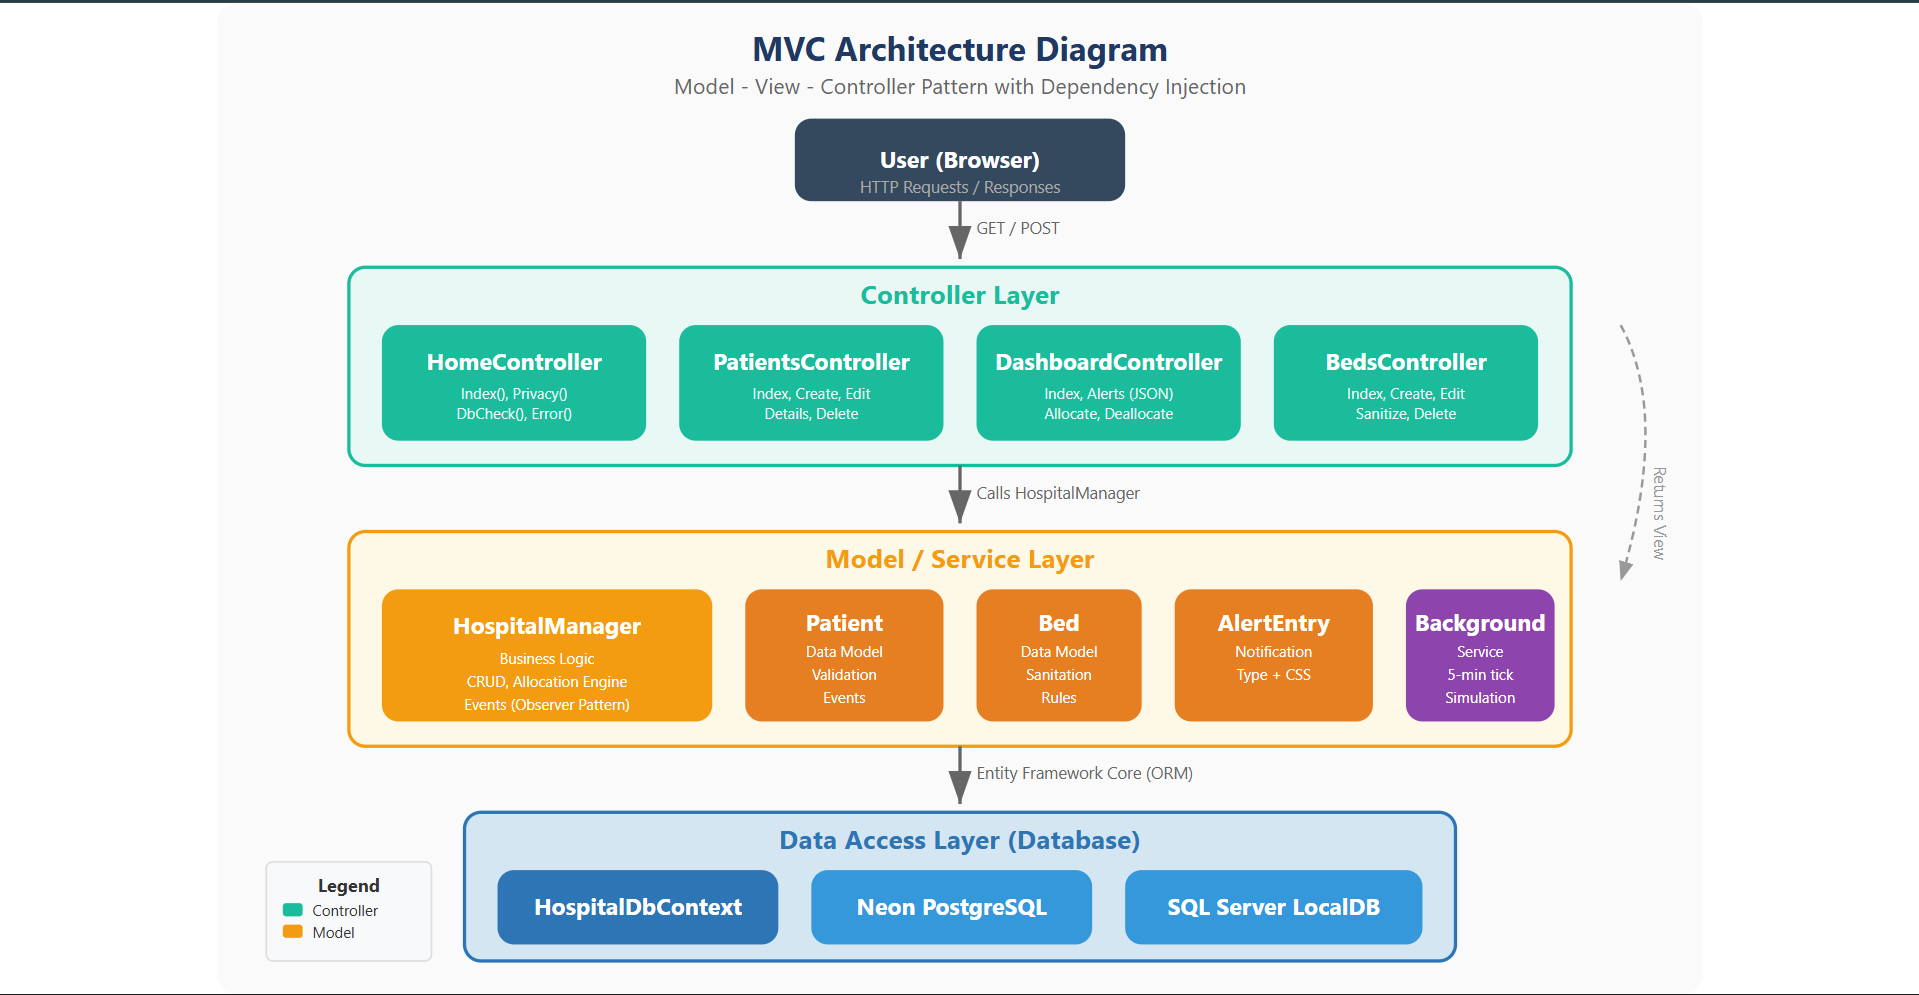 MVC Architecture Diagram
Model - View - Controller Pattern with Dependency Injection
User (Browser)
HTTP Requests / Responses
GET / POST
Controller Layer
HomeController
Index(), Privacy()
DbCheck(), Error()
PatientsController
Index, Create, Edit
Details, Delete
DashboardController
Index, Alerts (JSON)
Allocate, Deallocate
BedsController
Index, Create, Edit
Sanitize, Delete
Returns View
Calls HospitalManager
Model / Service Layer
HospitalManager
Business Logic
CRUD, Allocation Engine
Events (Observer Pattern)
Patient
Data Model
Validation
Events
Bed
Data Model
Sanitation
Rules
AlertEntry
Notification
Type + CSS
Background
Service
5-min tick
Simulation
Entity Framework Core (ORM)
Data Access Layer (Database)
HospitalDbContext
Neon PostgreSQL
SQL Server LocalDB
Legend
Controller
Model